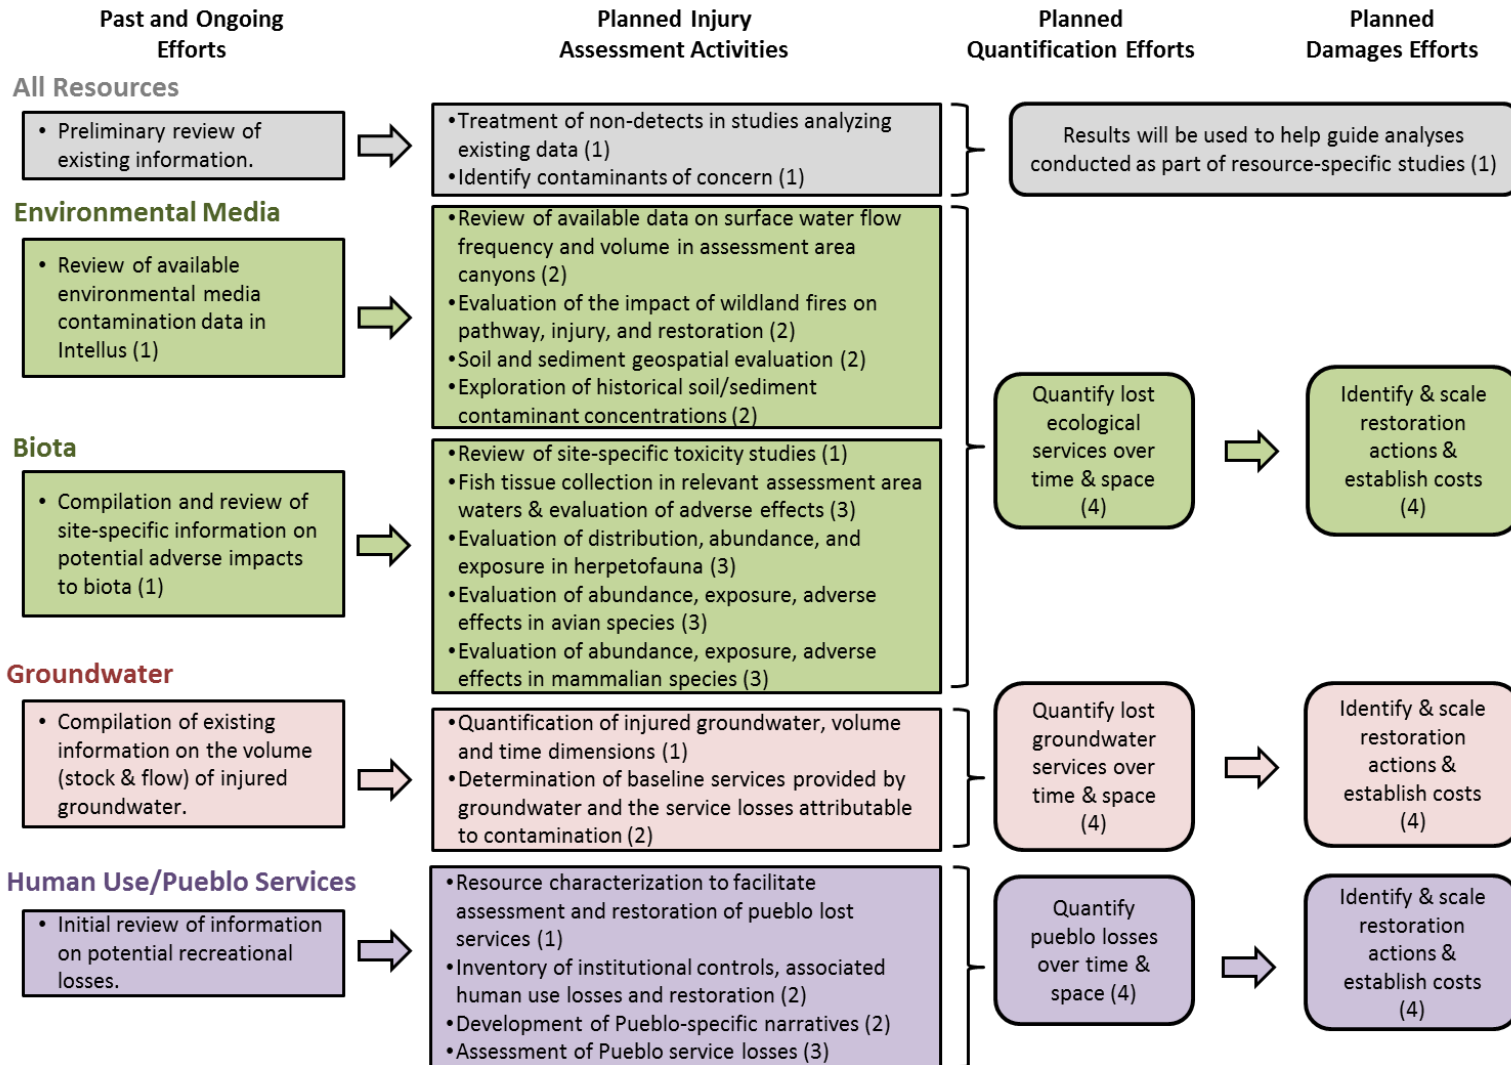 Past and Ongoing
Efforts
Planned Injury
Assessment Activities
Planned
Quantification Efforts
Planned
Damages Efforts
All Resources
• Preliminary review of
existing information.
•Treatment of non-detects in studies analyzing
existing data (1)
•Identify contaminants of concern (1)
Results will be used to help guide analyses
conducted as part of resource-specific studies (1)
Environmental Media
• Review of available
environmental media
contamination data in
Intellus (1)
•Review of available data on surface water flow
frequency and volume in assessment area
canyons (2)
•Evaluation of the impact of wildland fires on
pathway, injury, and restoration (2)
•Soil and sediment geospatial evaluation (2)
•Exploration of historical soil/sediment
contaminant concentrations (2)
Biota
• Compilation and review of
site-specific information on
potential adverse impacts
to biota (1)
•Review of site-specific toxicity studies (1)
•Fish tissue collection in relevant assessment area
waters & evaluation of adverse effects (3)
•Evaluation of distribution, abundance, and
exposure in herpetofauna (3)
•Evaluation of abundance, exposure, adverse
effects in avian species (3)
•Evaluation of abundance, exposure, adverse
effects in mammalian species (3)
Quantify lost
ecological
services over
time & space
(4)
Identify & scale
restoration
actions &
establish costs
(4)
Groundwater
• Compilation of existing
information on the volume
(stock & flow) of injured
groundwater.
•Quantification of injured groundwater, volume
and time dimensions (1)
•Determination of baseline services provided by
groundwater and the service losses attributable
to contamination (2)
Quantify lost
groundwater
services over
time & space
(4)
Identify & scale
restoration
actions &
establish costs
(4)
Human Use/Pueblo Services
• Initial review of information
on potential recreational
losses.
•Resource characterization to facilitate
assessment and restoration of pueblo lost
services (1)
•Inventory of institutional controls, associated
human use losses and restoration (2)
•Development of Pueblo-specific narratives (2)
•Assessment of Pueblo service losses (3)
Quantify
pueblo losses
over time &
space (4)
Identify & scale
restoration
actions &
establish costs
(4)